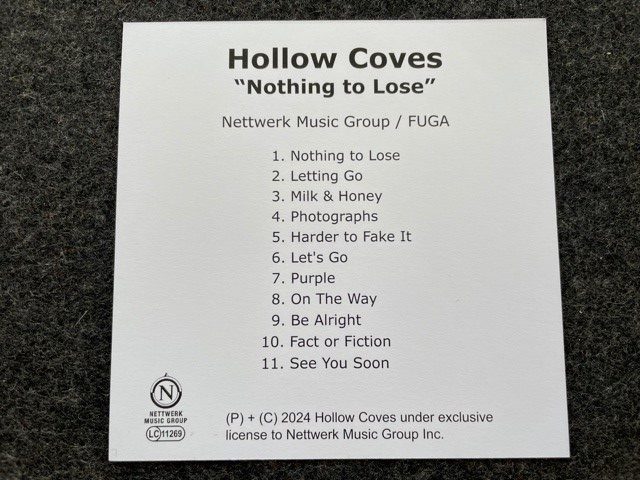 Hollow Coves
“Nothing to Lose”
Nettwerk Music Group / FUGA
1. Nothing to Lose
2. Letting Go
3. Milk & Honey
4. Photographs
5. Harder to Fake It
6. Let's Go
7. Purple
8. On The Way
9. Be Alright
10. Fact or Fiction
11. See You Soon
N
NETTWERK
MUSIC GROUP
LC 11269
(P) + (C) 2024 Hollow Coves under exclusive
license to Nettwerk Music Group Inc.